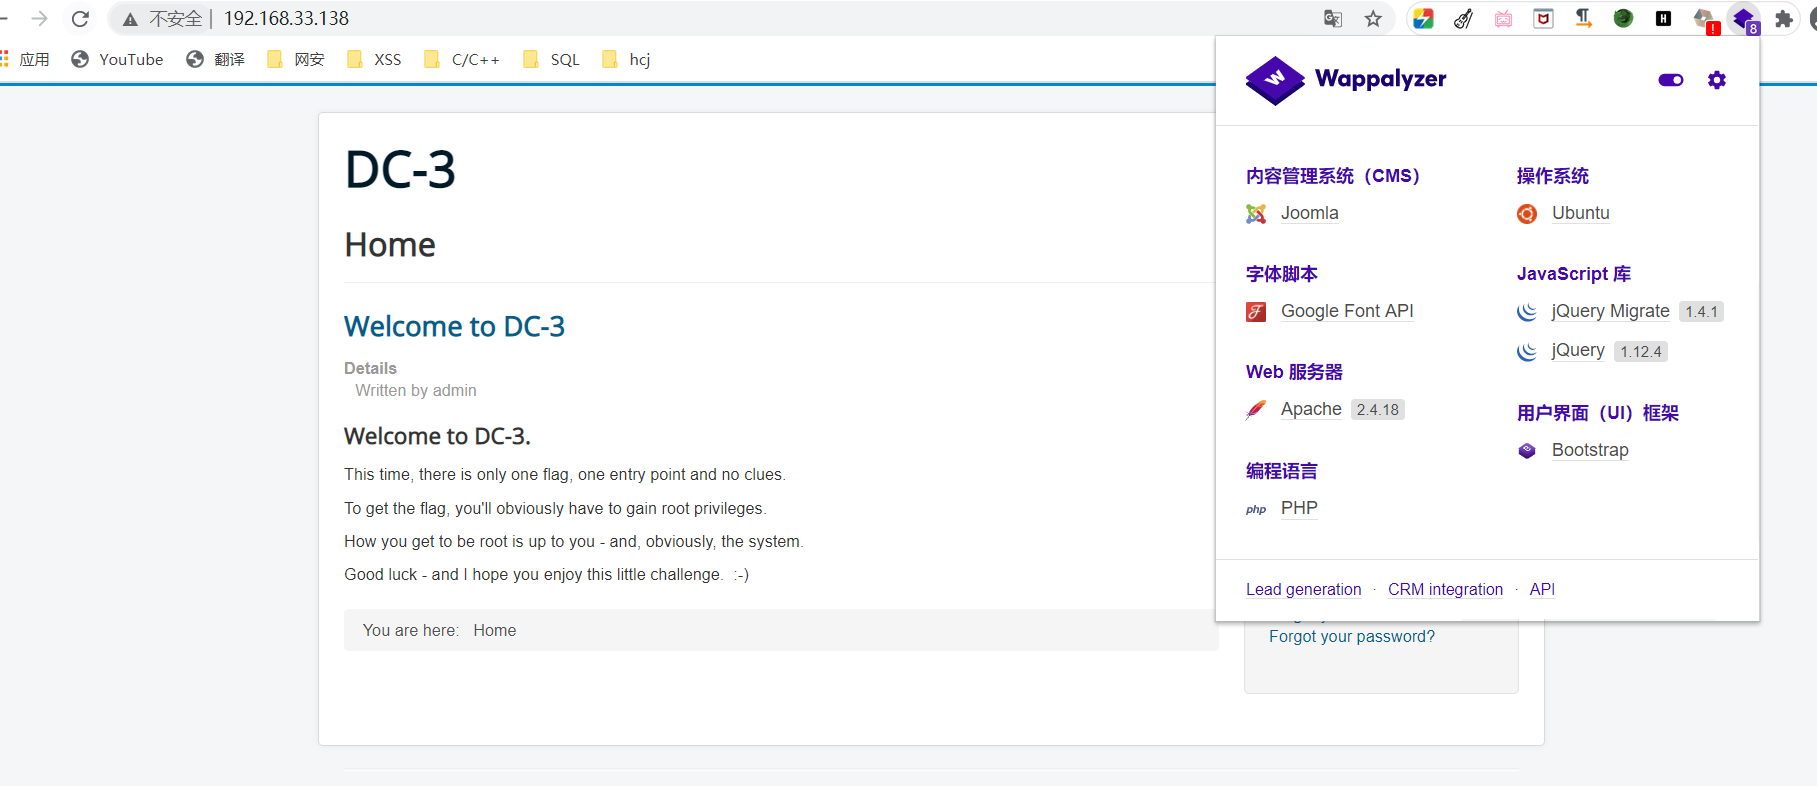 不安全 | 192.168.33.138
8
应用 YouTube 翻译 网安 XSS C/C++ SQL hcj
DC-3
Home
Welcome to DC-3
Details
Written by admin
Welcome to DC-3.
This time, there is only one flag, one entry point and no clues.
To get the flag, you'll obviously have to gain root privileges.
How you get to be root is up to you - and, obviously, the system.
Good luck - and I hope you enjoy this little challenge. :-)
You are here: Home
Wappalyzer
内容管理系统（CMS）
Joomla
字体脚本
Google Font API
Web 服务器
Apache 2.4.18
编程语言
php PHP
操作系统
Ubuntu
JavaScript 库
jQuery Migrate 1.4.1
jQuery 1.12.4
用户界面（UI）框架
Bootstrap
Lead generation · CRM integration · API
Forgot your password?